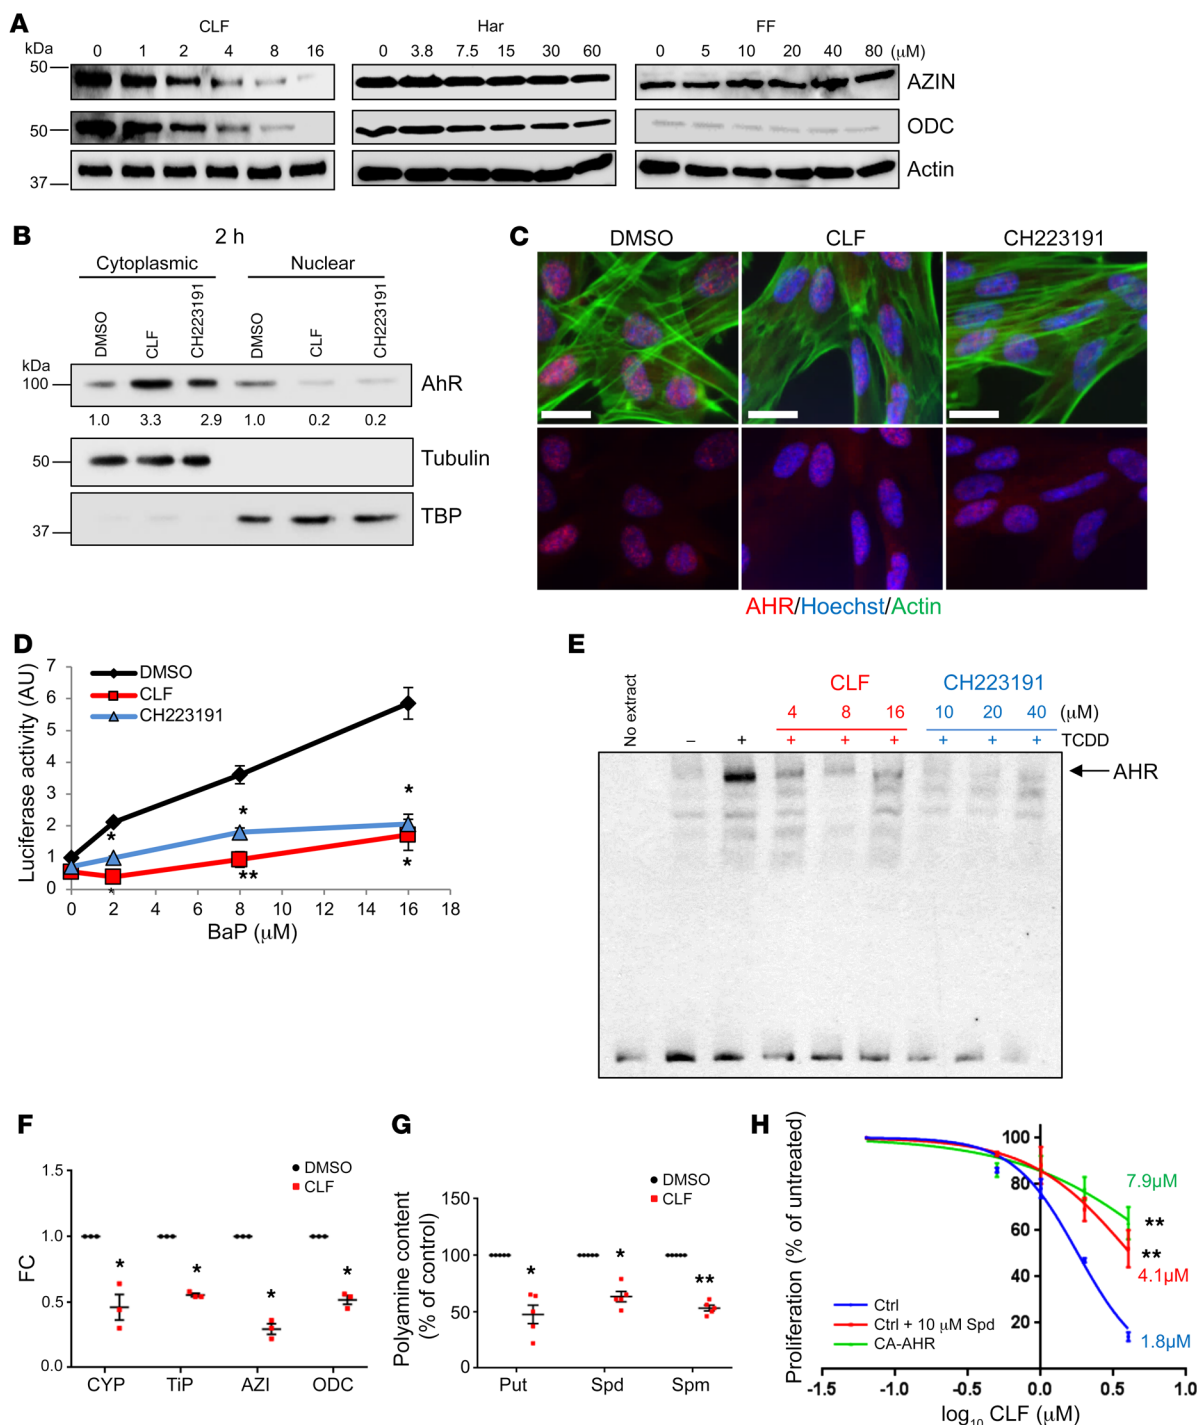 A
CLF Har FF
kDa 0 1 2 4 8 16 0 3.8 7.5 15 30 60 0 5 10 20 40 80 (μM)
50 AZIN
50 ODC
37 Actin
B
2 h
Cytoplasmic Nuclear
DMSO CLF CH223191 DMSO CLF CH223191
kDa
100 AhR
1.0 3.3 2.9 1.0 0.2 0.2
50 Tubulin
37 TBP
C
DMSO CLF CH223191
AHR/Hoechst/Actin
D
Luciferase activity (AU)
7
6
5
4
3
2
1
0
DMSO
CLF
CH223191
*
*
*
*
**
*
0 2 4 6 8 10 12 14 16 18
BaP (μM)
E
No extract
CLF CH223191
4 8 16 10 20 40 (μM)
– + + + + + + + TCDD
AHR
F
FC
1.5
1.0
0.5
0.0
DMSO
CLF
* * * *
CYP TiP AZI ODC
G
Polyamine content
(% of control)
150
100
50
0
DMSO
CLF
* * **
Put Spd Spm
H
Proliferation (% of untreated)
100
80
60
40
20
7.9μM
**
**
4.1μM
1.8μM
Ctrl
Ctrl + 10 μM Spd
CA-AHR
-1.5 -1.0 -0.5 0.0 0.5 1.0
log₁₀ CLF (μM)